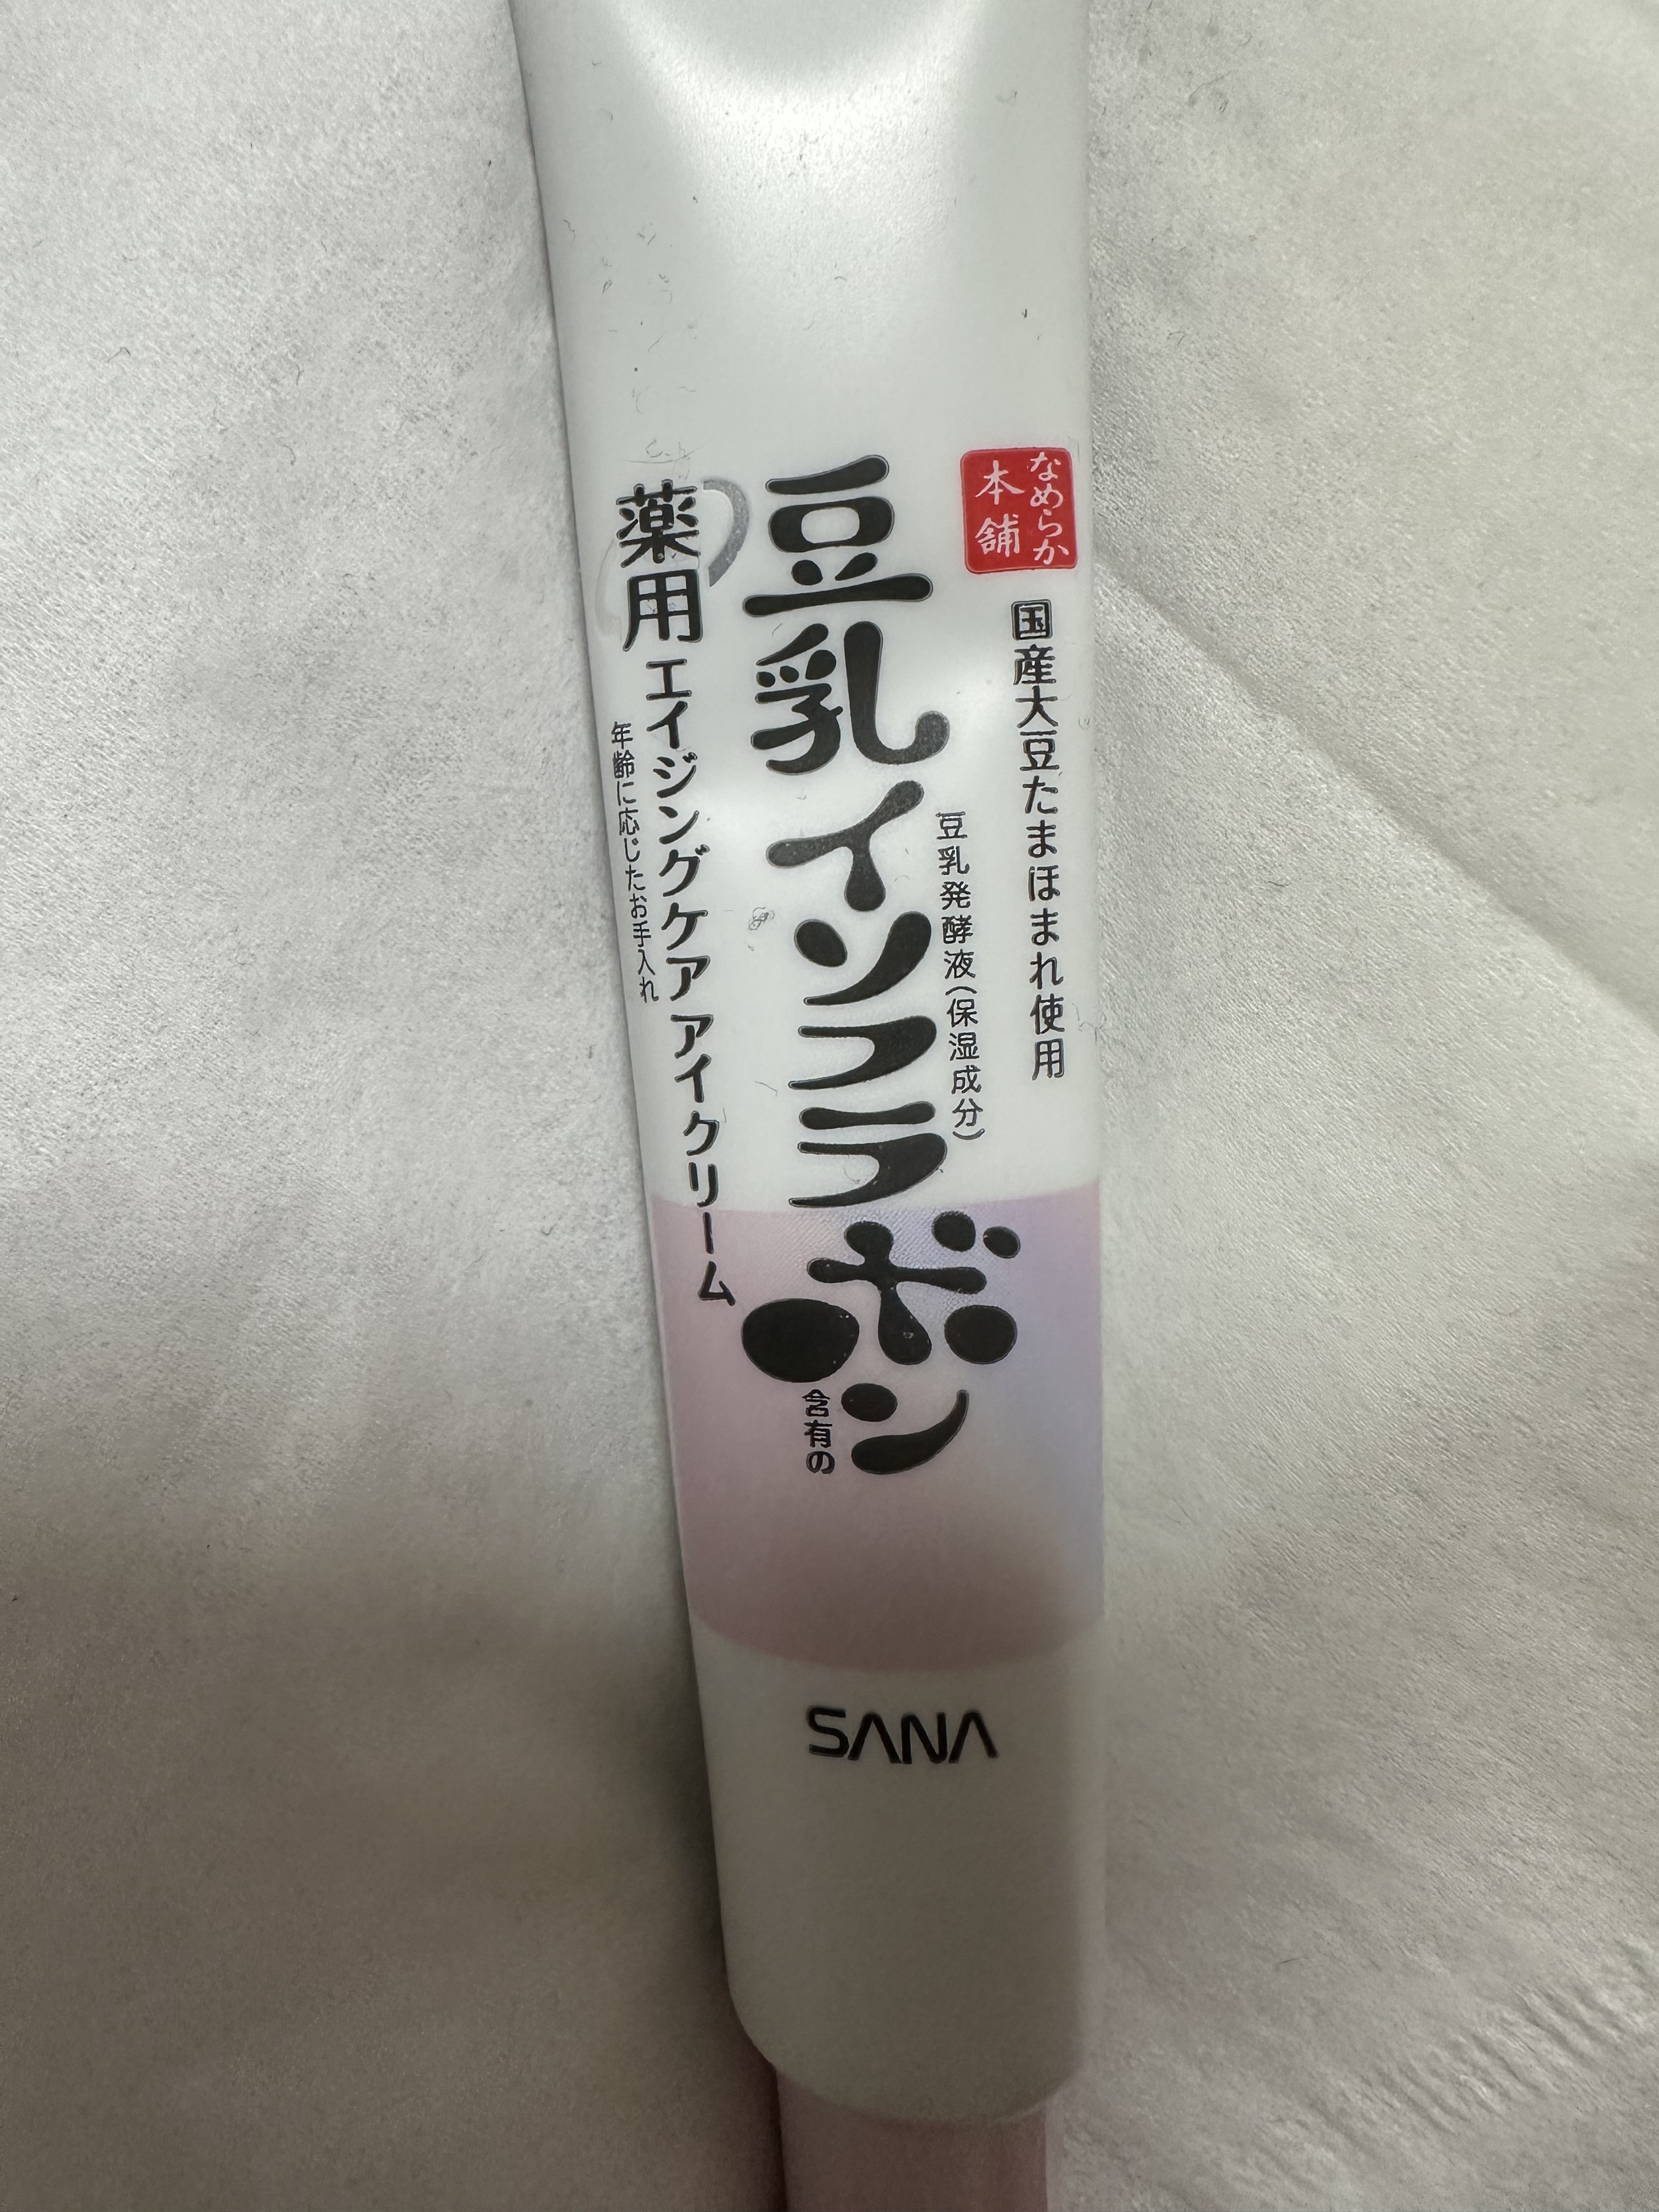 なめらか
本舗
国産大豆たまほまれ使用
豆乳発酵液(保湿成分)
豆乳イソフラボン
含有の
薬用エイジングケア アイクリーム
年齢に応じたお手入れ
SANA